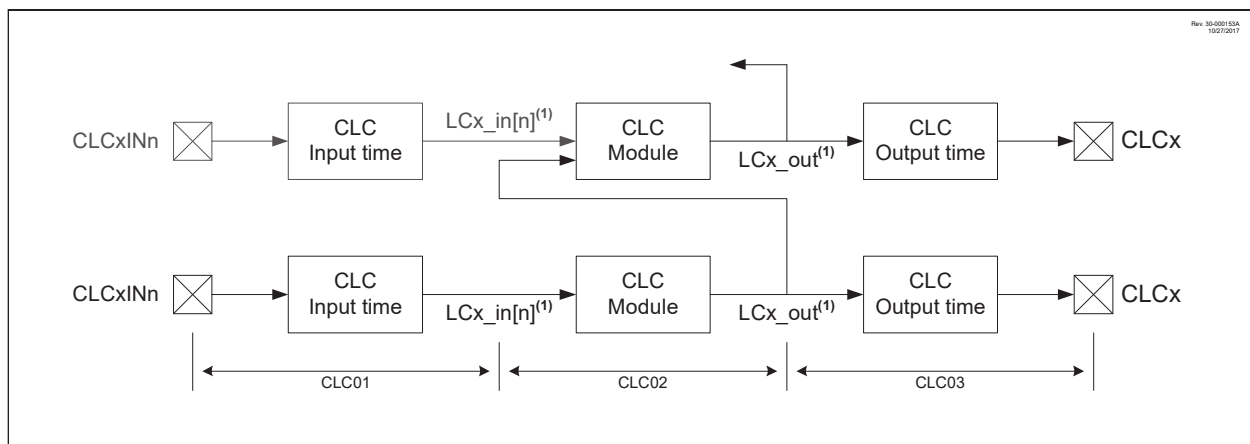 Rev. 30-000153A
10/27/2017
CLCxINn
CLC
Input time
LCx_in[n](1)
CLC
Module
LCx_out(1)
CLC
Output time
CLCx
CLCxINn
CLC
Input time
LCx_in[n](1)
CLC
Module
LCx_out(1)
CLC
Output time
CLCx
CLC01
CLC02
CLC03